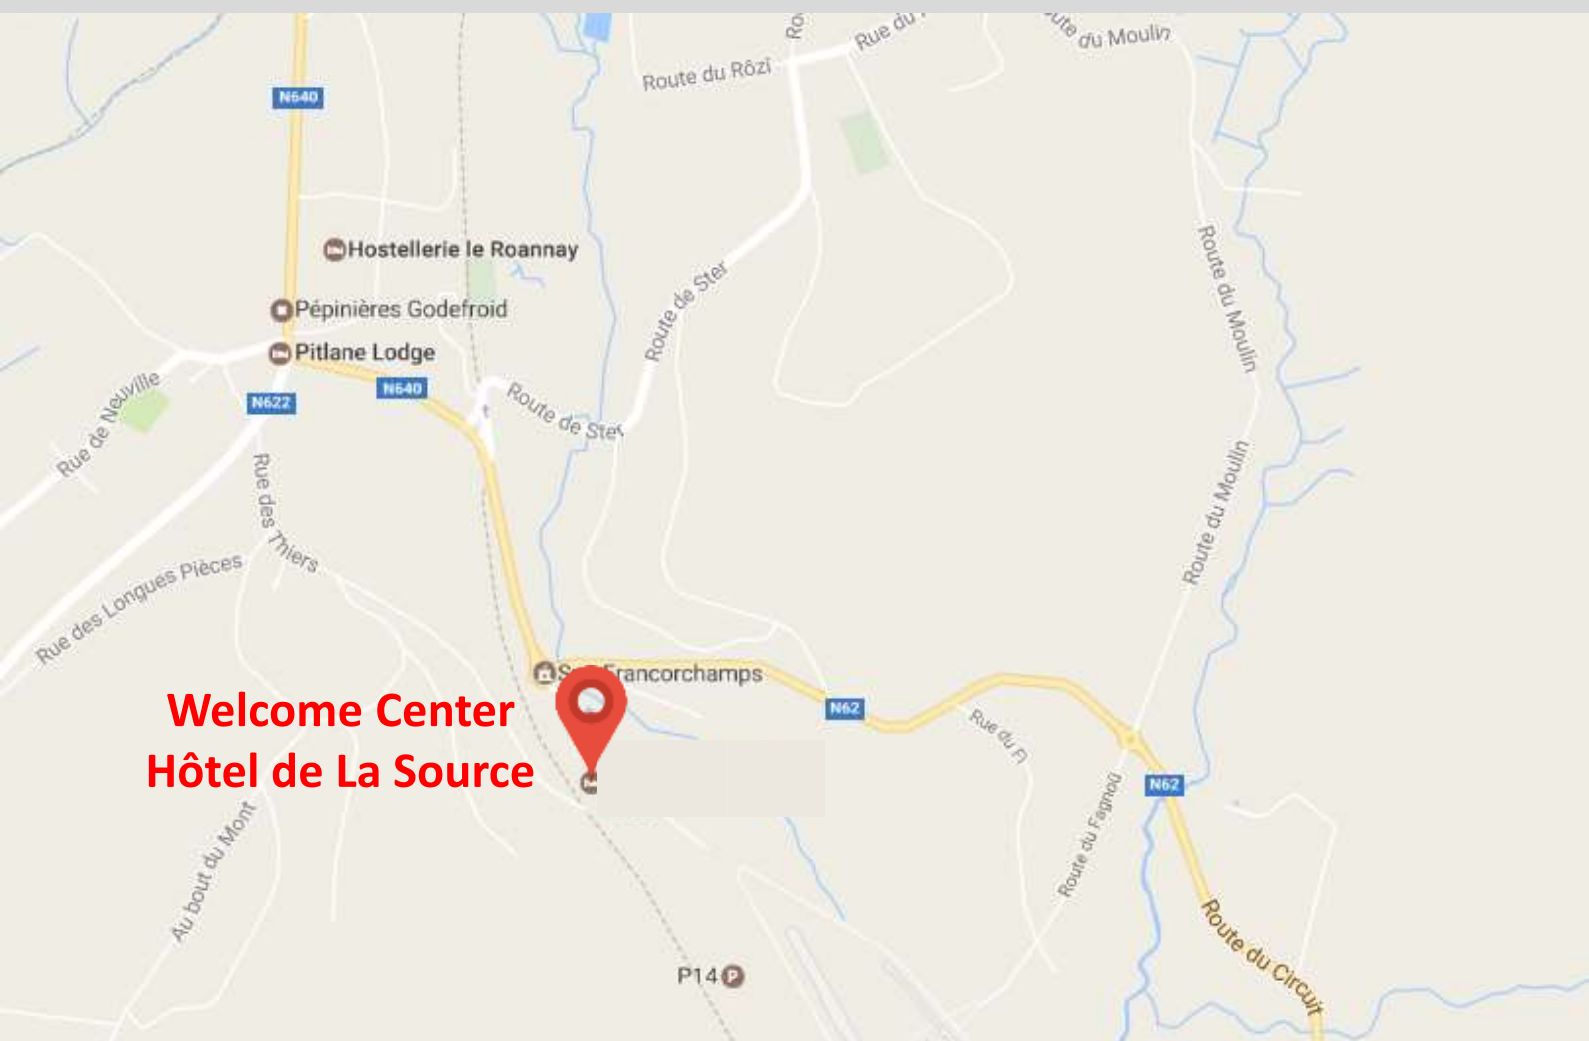 Route du Moulin
Route du Rôzi
N640
Hostellerie le Roannay
Pépinières Godefroid
Pitlane Lodge
N640
N622
Route de Ster
Route de Ster
Route du Moulin
Rue de Neuville
Rue des Thiers
Rue des Longues Pièces
Route du Moulin
Francorchamps
Welcome Center
Hôtel de La Source
N62
Rue du
N62
Route du Fagnoû
Au bout du Mont
Route du Circuit
P14
P